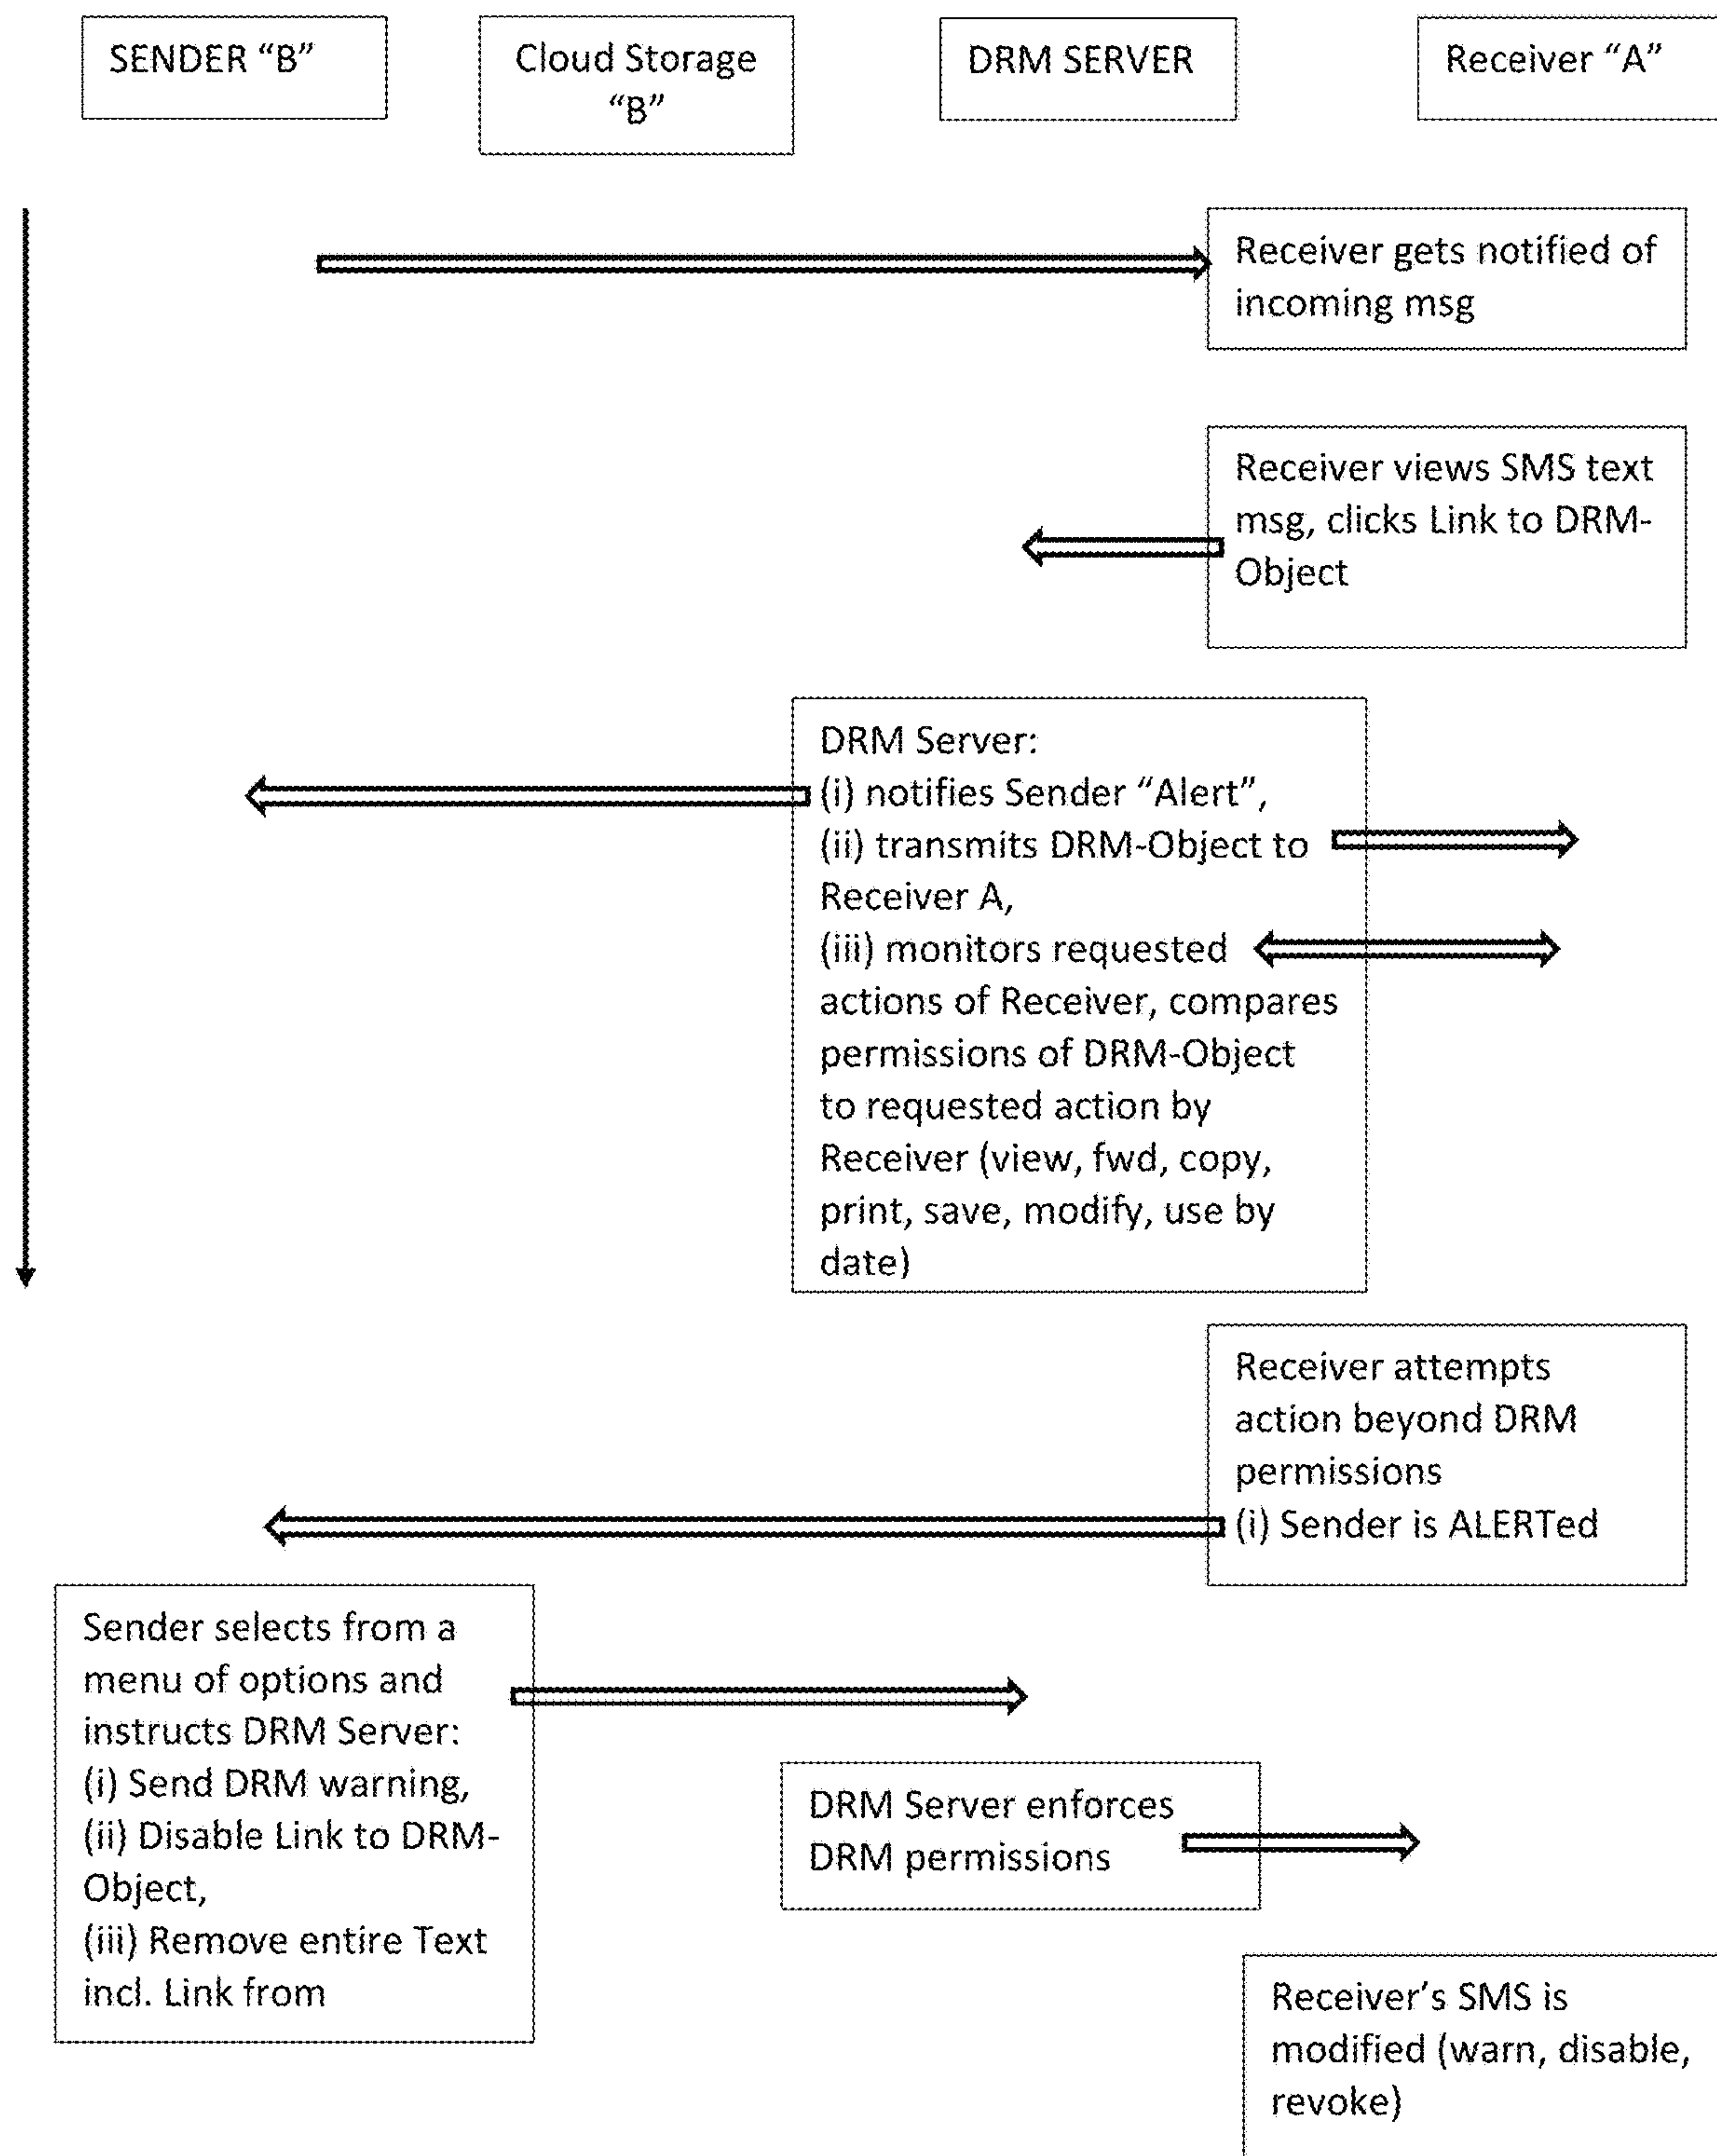 SENDER “B”
Cloud Storage
“B”
DRM SERVER
Receiver “A”
Receiver gets notified of
incoming msg
Receiver views SMS text
msg, clicks Link to DRM-
Object
DRM Server:
(i) notifies Sender “Alert”,
(ii) transmits DRM-Object to
Receiver A,
(iii) monitors requested
actions of Receiver, compares
permissions of DRM-Object
to requested action by
Receiver (view, fwd, copy,
print, save, modify, use by
date)
Receiver attempts
action beyond DRM
permissions
(i) Sender is ALERTed
Sender selects from a
menu of options and
instructs DRM Server:
(i) Send DRM warning,
(ii) Disable Link to DRM-
Object,
(iii) Remove entire Text
incl. Link from
DRM Server enforces
DRM permissions
Receiver’s SMS is
modified (warn, disable,
revoke)